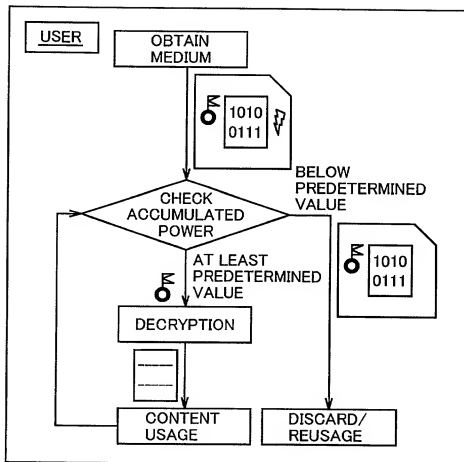 USER
OBTAIN
MEDIUM
1010
0111
BELOW
PREDETERMINED
VALUE
CHECK
ACCUMULATED
POWER
1010
0111
AT LEAST
PREDETERMINED
VALUE
DECRYPTION
CONTENT
USAGE
DISCARD/
REUSAGE